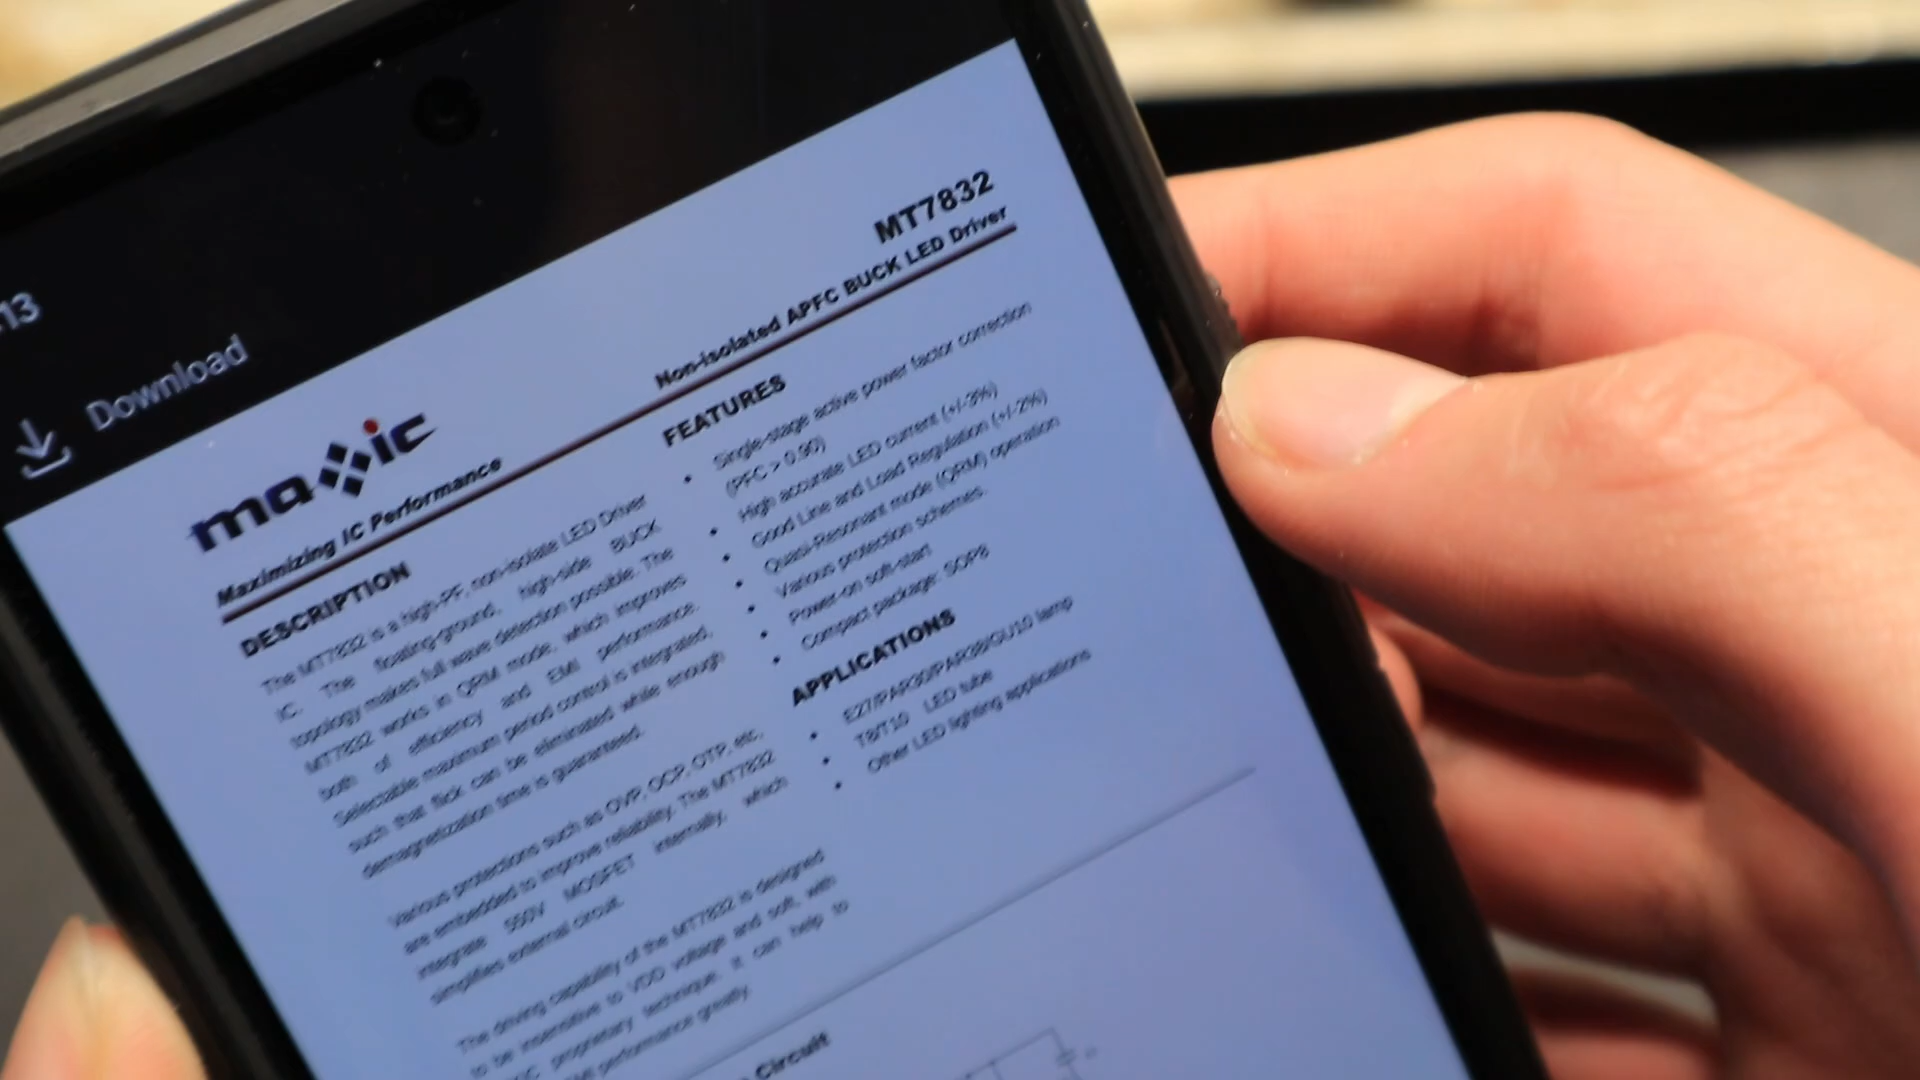 13
Download
maxic
Maximizing IC Performance
MT7832
Non-isolated APFC BUCK LED Driver
DESCRIPTION
The MT7832 is a high-PF, non-isolate LED Driver
IC. The floating-ground, high-side BUCK
topology makes full wave detection possible. The
MT7832 works in QRM mode, which improves
both of efficiency and EMI performance.
Selectable maximum period control is integrated,
such that flick can be eliminated while enough
demagnetization time is guaranteed.
Various protections such as OVP, OCP, OTP, etc,
are embedded to improve reliability. The MT7832
integrate 550V MOSFET internally, which
simplifies external circuit.
The driving capability of the MT7832 is designed
to be insensitive to VDD voltage and soft, with
proprietary technique. It can help to
performance greatly.
FEATURES
• Single-stage active power factor correction
(PFC > 0.90)
• High accurate LED current (+/-3%)
• Good Line and Load Regulation (+/-2%)
• Quasi-Resonant mode (QRM) operation
• Various protection schemes.
• Power-on soft-start
• Compact package: SOP8
APPLICATIONS
• E27/PAR30/PAR38/GU10 lamp
• T8/T10 LED tube
• Other LED lighting applications
Circuit